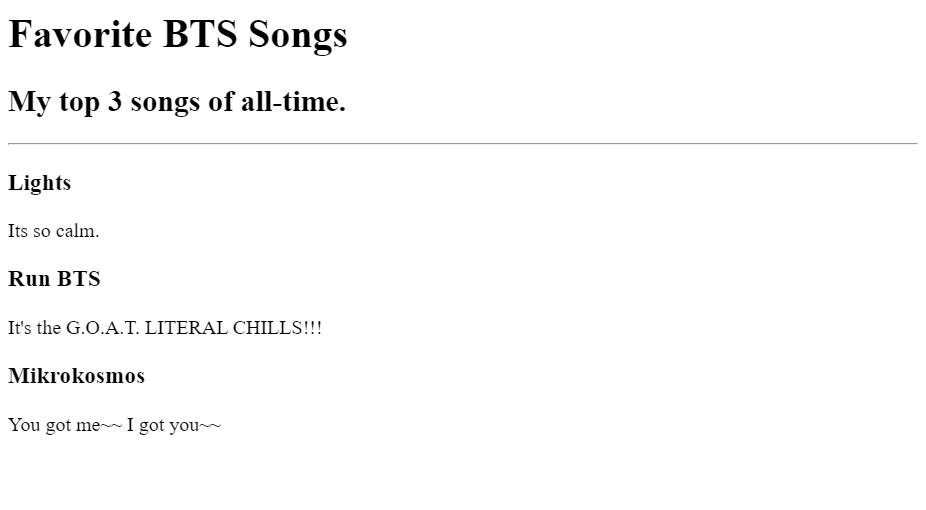 Favorite BTS Songs
My top 3 songs of all-time.
Lights
Its so calm.
Run BTS
It's the G.O.A.T. LITERAL CHILLS!!!
Mikrokosmos
You got me~~ I got you~~